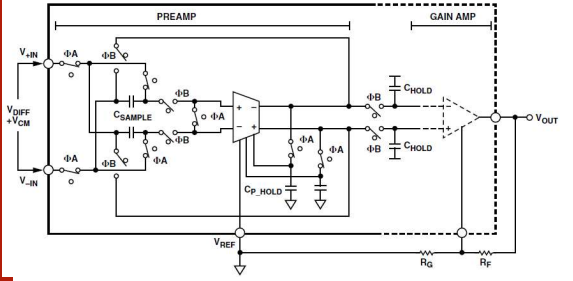 PREAMP
GAIN AMP
V+IN
ΦA
ΦB
ΦB
ΦB
CHOLD
VDIFF
+VCM
CSAMPLE
ΦA
+
−
−
+
−
+
VOUT
ΦB
ΦA
ΦA
ΦB
CHOLD
ΦA
ΦB
ΦA
V−IN
CP_HOLD
VREF
RG
RF